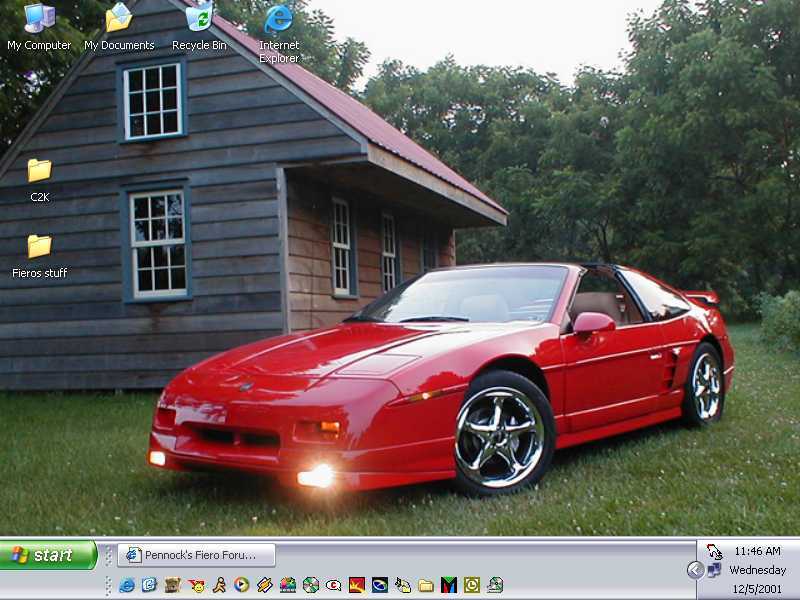 My Computer
My Documents
Recycle Bin
Internet
Explorer
C2K
Fieros stuff
start
Pennock's Fiero Foru...
11:46 AM
Wednesday
12/5/2001